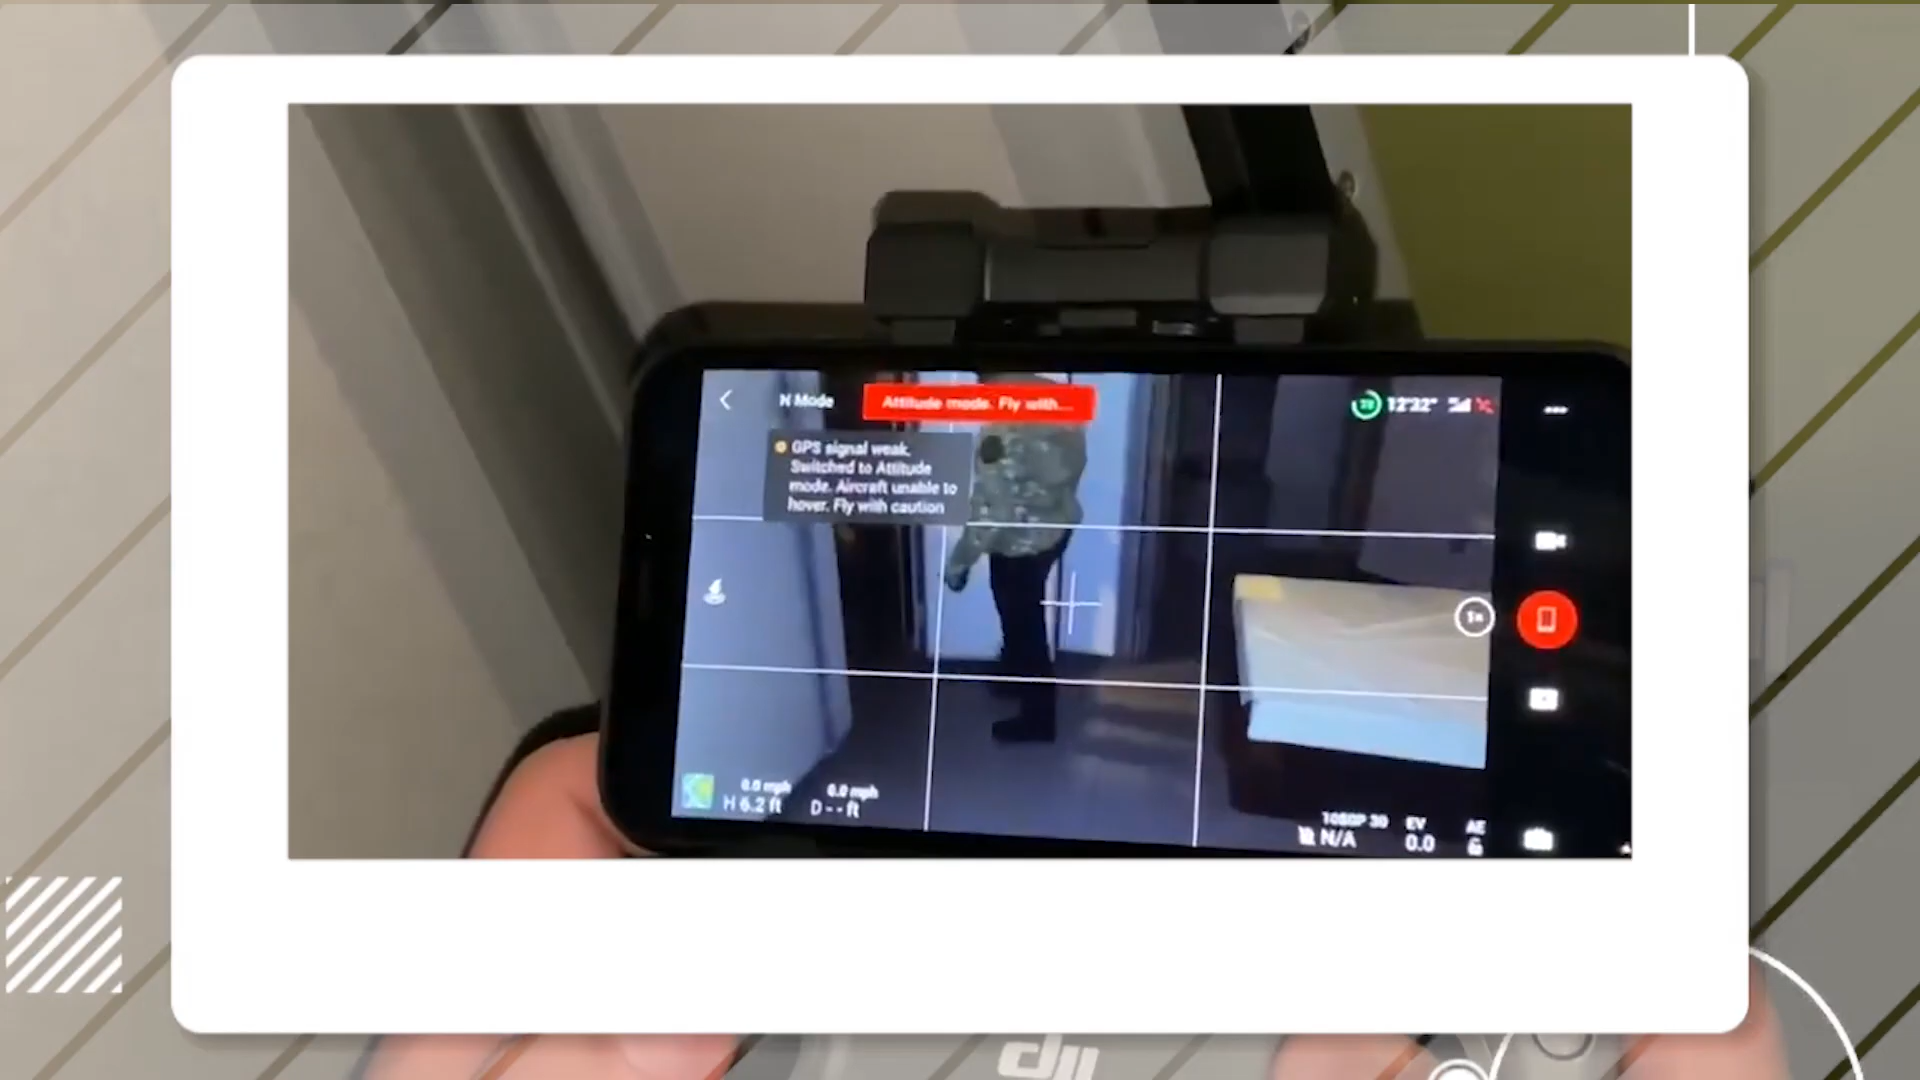 N Mode
Attitude mode. Fly with...
12'32"
GPS signal weak.
Switched to Attitude
mode. Aircraft unable to
hover. Fly with caution
1x
0.0 mph
0.0 mph
H 6.2 ft
D -- ft
1080P 30
EV
AE
N/A
0.0
dji